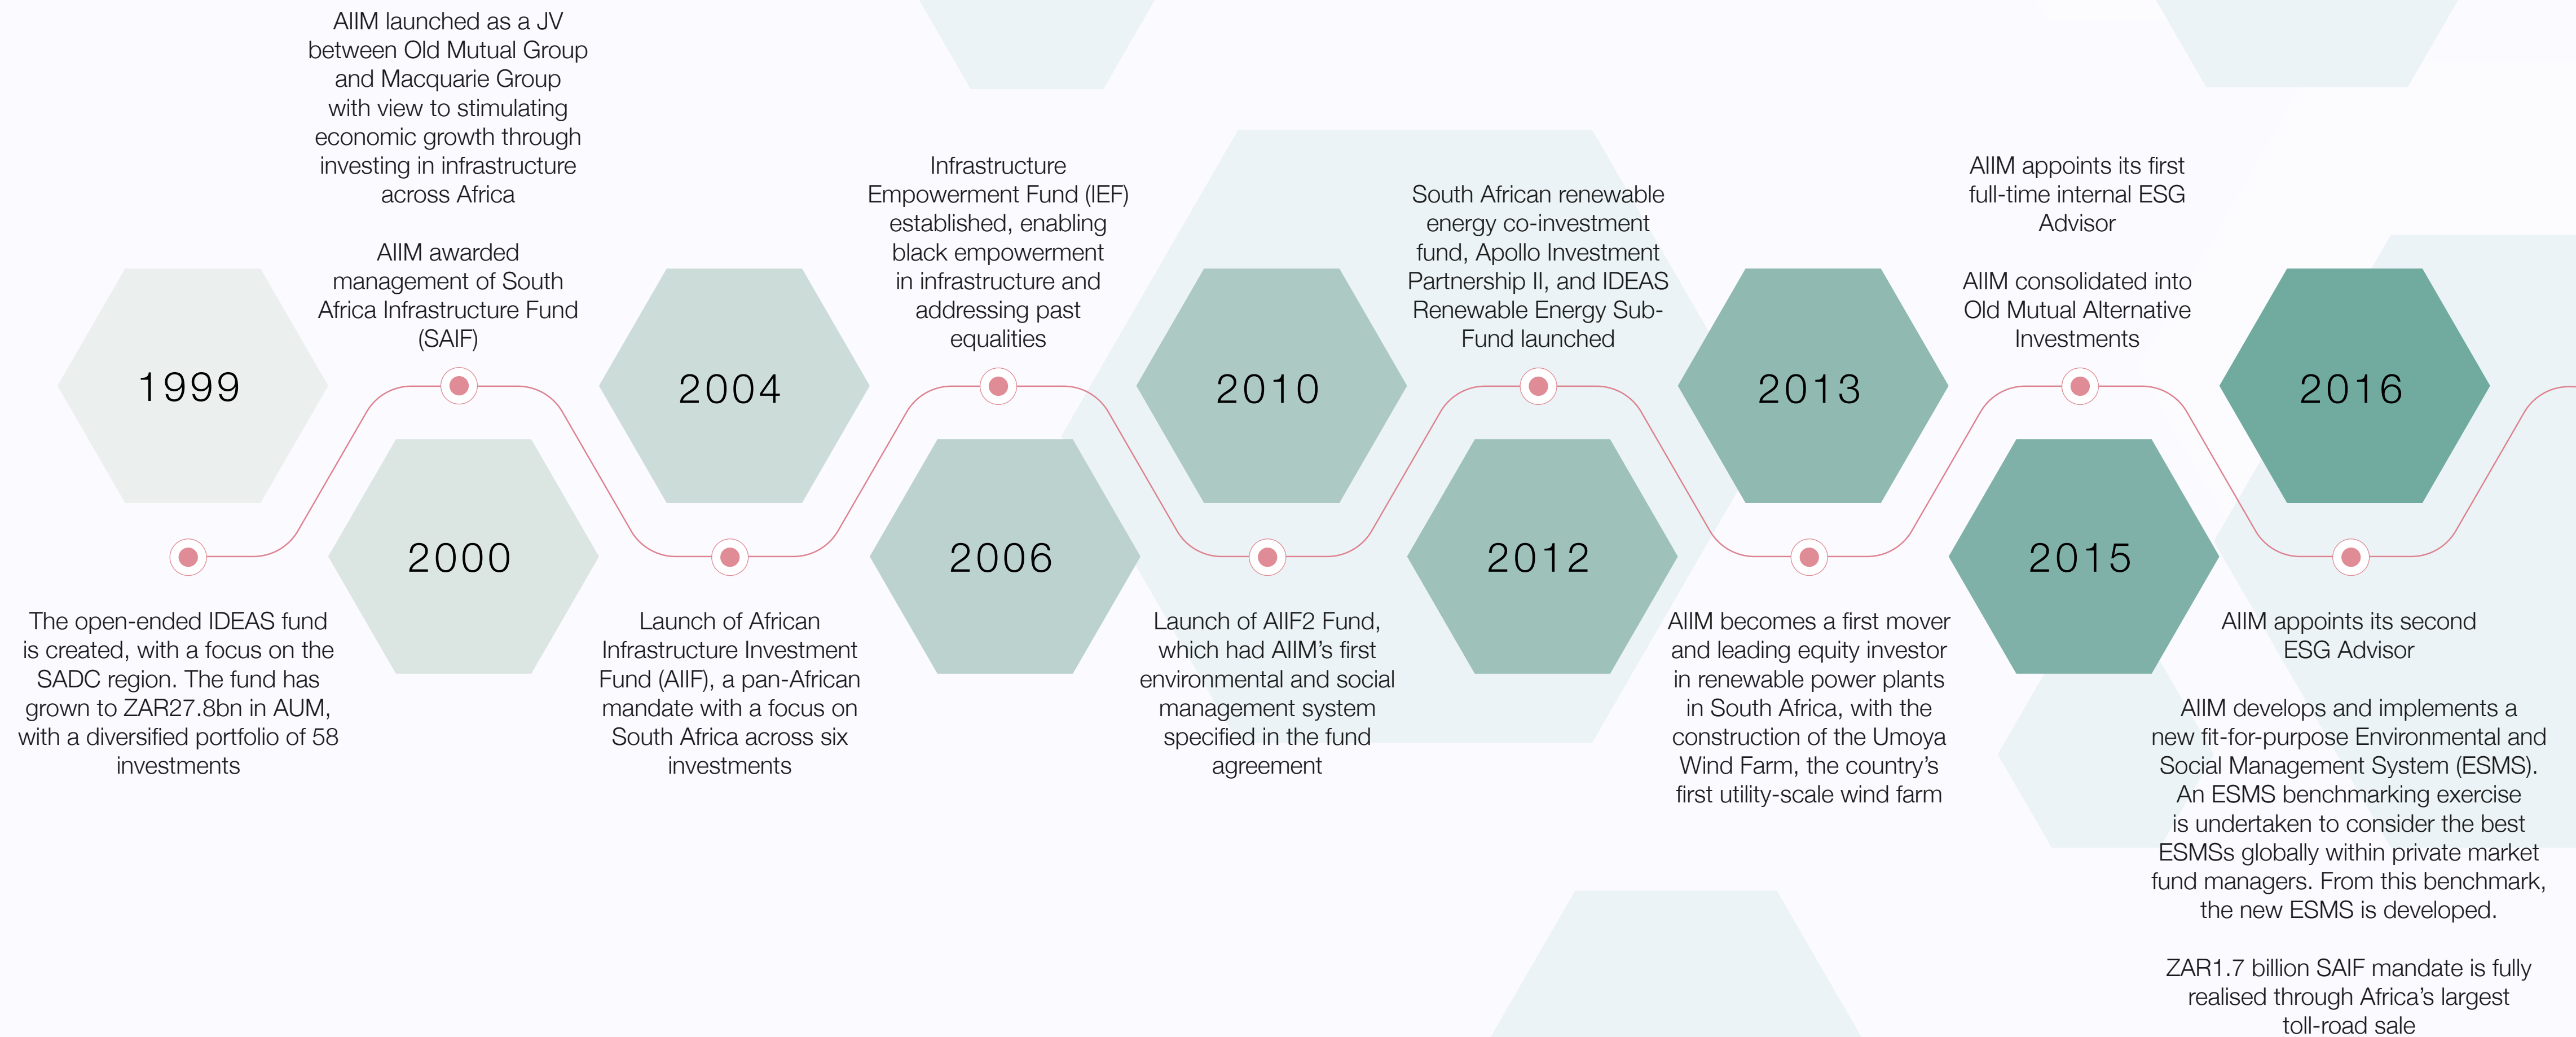 1999
The open-ended IDEAS fund
is created, with a focus on the
SADC region. The fund has
grown to ZAR27.8bn in AUM,
with a diversified portfolio of 58
investments
AIIM launched as a JV
between Old Mutual Group
and Macquarie Group
with view to stimulating
economic growth through
investing in infrastructure
across Africa
AIIM awarded
management of South
Africa Infrastructure Fund
(SAIF)
2000
2004
Launch of African
Infrastructure Investment
Fund (AIIF), a pan-African
mandate with a focus on
South Africa across six
investments
Infrastructure
Empowerment Fund (IEF)
established, enabling
black empowerment
in infrastructure and
addressing past
equalities
2006
2010
Launch of AIIF2 Fund,
which had AIIM’s first
environmental and social
management system
specified in the fund
agreement
South African renewable
energy co-investment
fund, Apollo Investment
Partnership II, and IDEAS
Renewable Energy Sub-
Fund launched
2012
2013
AIIM becomes a first mover
and leading equity investor
in renewable power plants
in South Africa, with the
construction of the Umoya
Wind Farm, the country’s
first utility-scale wind farm
AIIM appoints its first
full-time internal ESG
Advisor
AIIM consolidated into
Old Mutual Alternative
Investments
2015
2016
AIIM appoints its second
ESG Advisor
AIIM develops and implements a
new fit-for-purpose Environmental and
Social Management System (ESMS).
An ESMS benchmarking exercise
is undertaken to consider the best
ESMSs globally within private market
fund managers. From this benchmark,
the new ESMS is developed.
ZAR1.7 billion SAIF mandate is fully
realised through Africa’s largest
toll-road sale